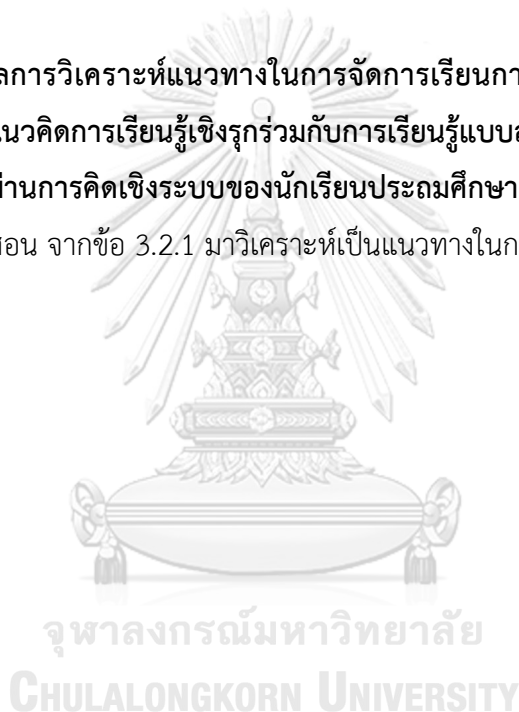 ลการวิเคราะห์แนวทางในการจัดการเรียนกา
นวคิดการเรียนรู้เชิงรุกร่วมกับการเรียนรู้แบบ
ผ่านการคิดเชิงระบบของนักเรียนประถมศึกษา
สอน จากข้อ 3.2.1 มาวิเคราะห์เป็นแนวทางในก
จุฬาลงกรณ์มหาวิทยาลัย
CHULALONGKORN UNIVERSITY